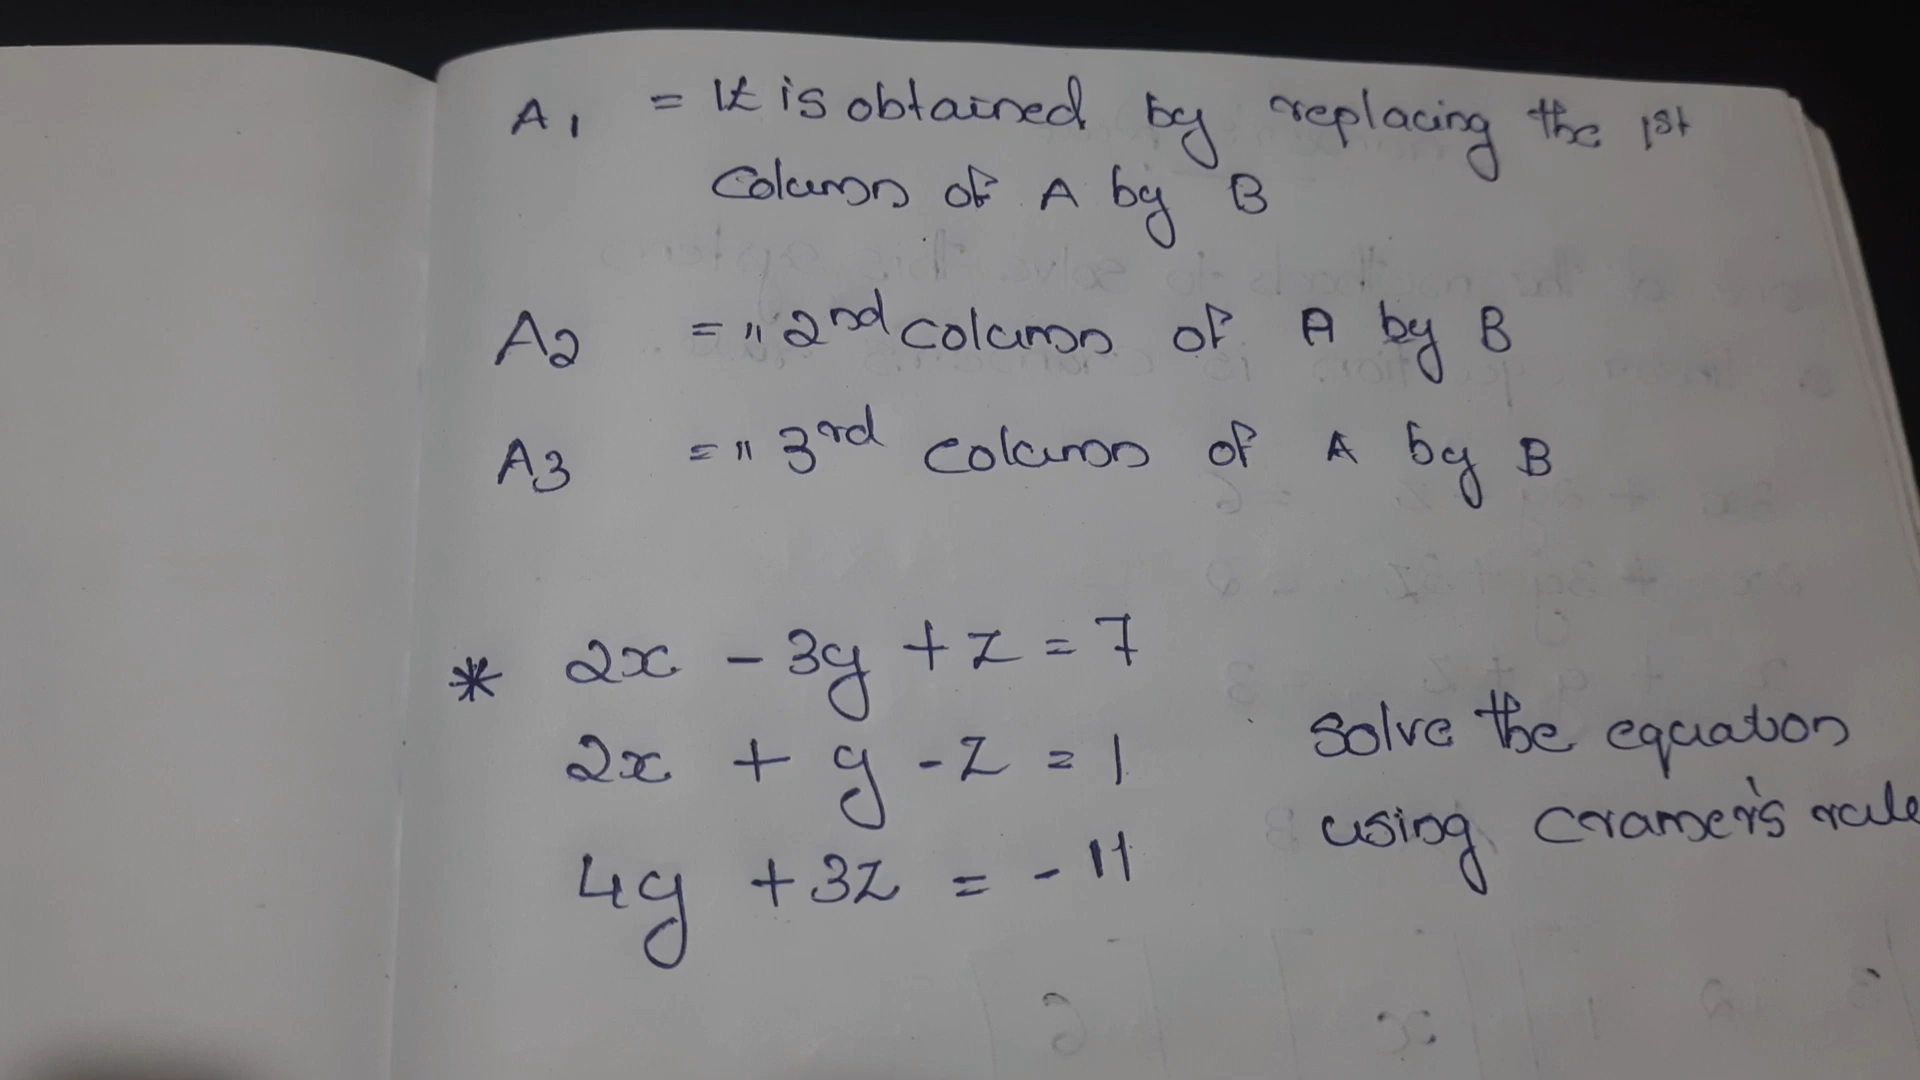 A1 = It is obtained by replacing the 1st
column of A by B
A2 = " 2nd column of A by B
A3 = " 3rd column of A by B
* 2x - 3y + z = 7
2x + y - z = 1
solve the equation
4y + 3z = -11
using cramer's rule